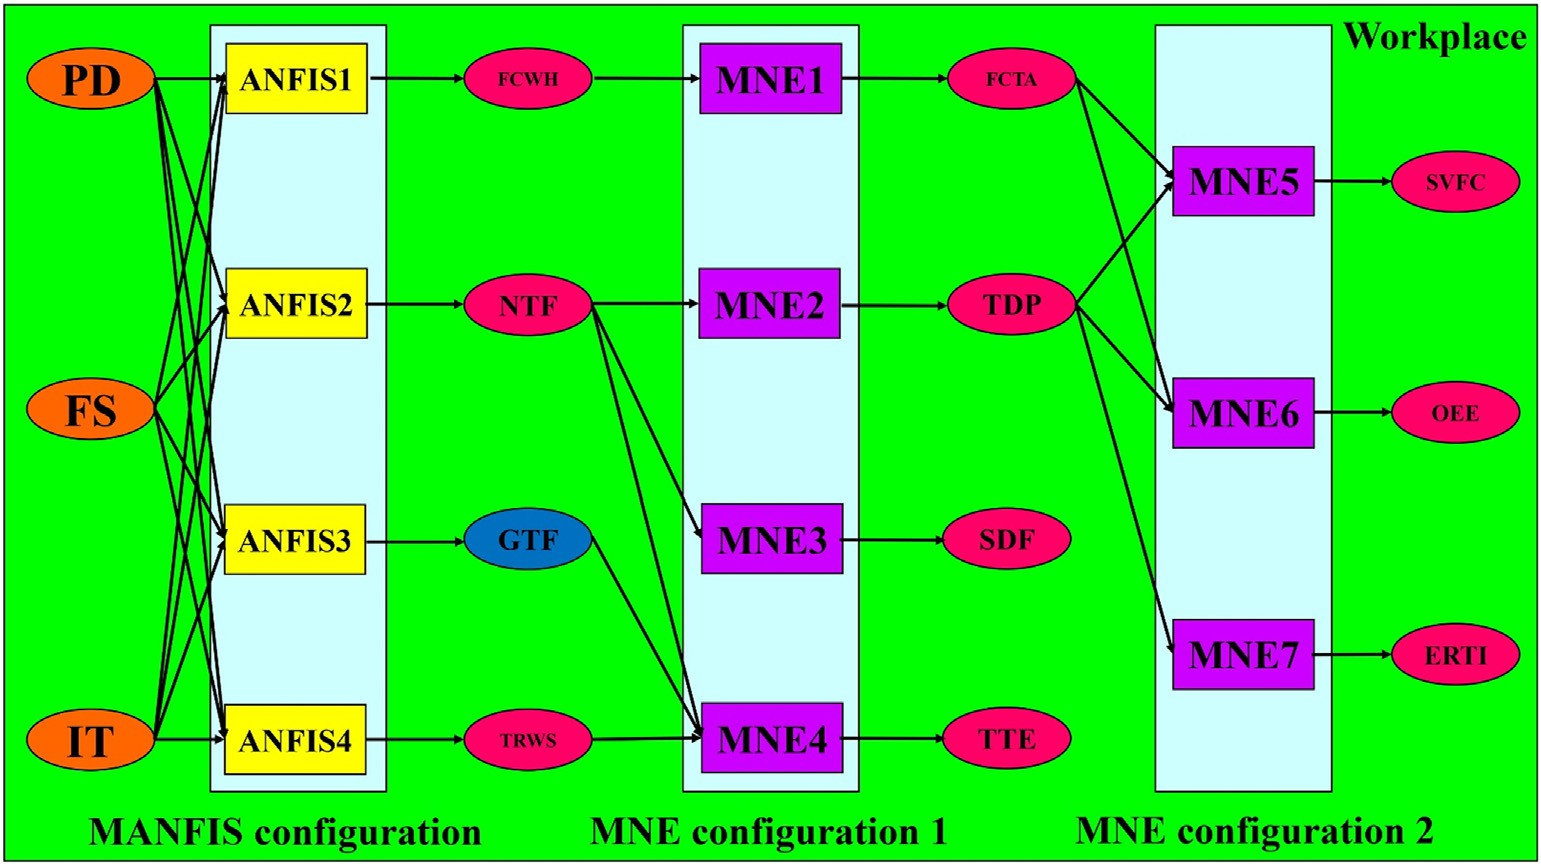 Workplace
PD
ANFIS1
FCWH
MNE1
FCTA
MNE5
SVFC
ANFIS2
NTF
MNE2
TDP
FS
MNE6
OEE
ANFIS3
GTF
MNE3
SDF
MNE7
ERTI
IT
ANFIS4
TRWS
MNE4
TTE
MANFIS configuration
MNE configuration 1
MNE configuration 2